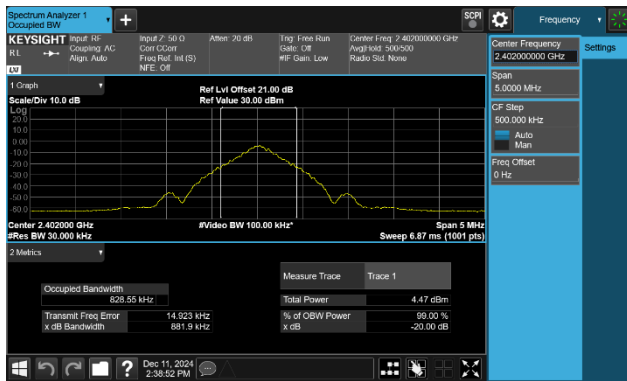 Spectrum Analyzer 1
Occupied BW
SCPI
Frequency
KEYSIGHT Input: RF Input Z: 50 Ω Atten: 20 dB Trig: Free Run Center Freq: 2.402000000 GHz
RL Coupling: AC Corr CCorr Gate: Off Avg|Hold: 500/500
Align: Auto Freq Ref: Int (S) #IF Gain: Low Radio Std: None
NFE: Off
LXI
1 Graph
Ref Lvl Offset 21.00 dB
Scale/Div 10.0 dB Ref Value 30.00 dBm
Log
20.0
10.0
0.00
-10.0
-20.0
-30.0
-40.0
-50.0
-60.0
Center 2.402000 GHz #Video BW 100.00 kHz* Span 5 MHz
#Res BW 30.000 kHz Sweep 6.87 ms (1001 pts)
2 Metrics
Measure Trace Trace 1
Occupied Bandwidth
828.55 kHz Total Power 4.47 dBm
Transmit Freq Error 14.923 kHz % of OBW Power 99.00 %
x dB Bandwidth 881.9 kHz x dB -20.00 dB
Dec 11, 2024
2:38:52 PM
Center Frequency
2.402000000 GHz
Settings
Span
5.0000 MHz
CF Step
500.000 kHz
Auto
Man
Freq Offset
0 Hz